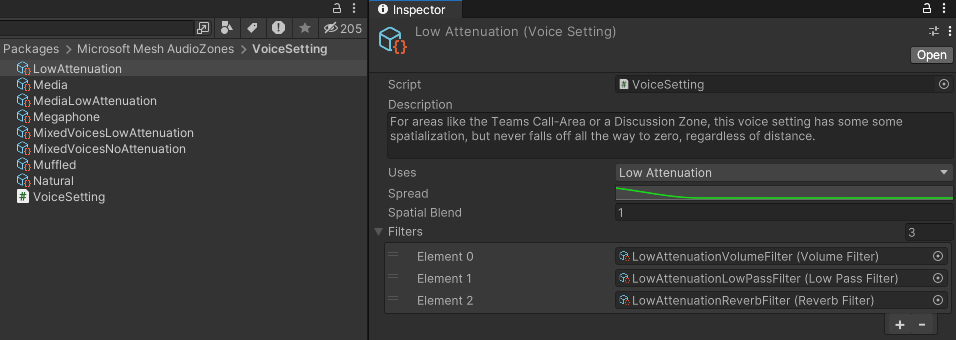 205
Packages › Microsoft Mesh AudioZones › VoiceSetting
LowAttenuation
Media
MediaLowAttenuation
Megaphone
MixedVoicesLowAttenuation
MixedVoicesNoAttenuation
Muffled
Natural
# VoiceSetting
Inspector
Low Attenuation (Voice Setting)
Open
Script # VoiceSetting
Description
For areas like the Teams Call-Area or a Discussion Zone, this voice setting has some some
spatialization, but never falls off all the way to zero, regardless of distance.
Uses Low Attenuation
Spread
Spatial Blend 1
Filters 3
Element 0 LowAttenuationVolumeFilter (Volume Filter)
Element 1 LowAttenuationLowPassFilter (Low Pass Filter)
Element 2 LowAttenuationReverbFilter (Reverb Filter)
+ -